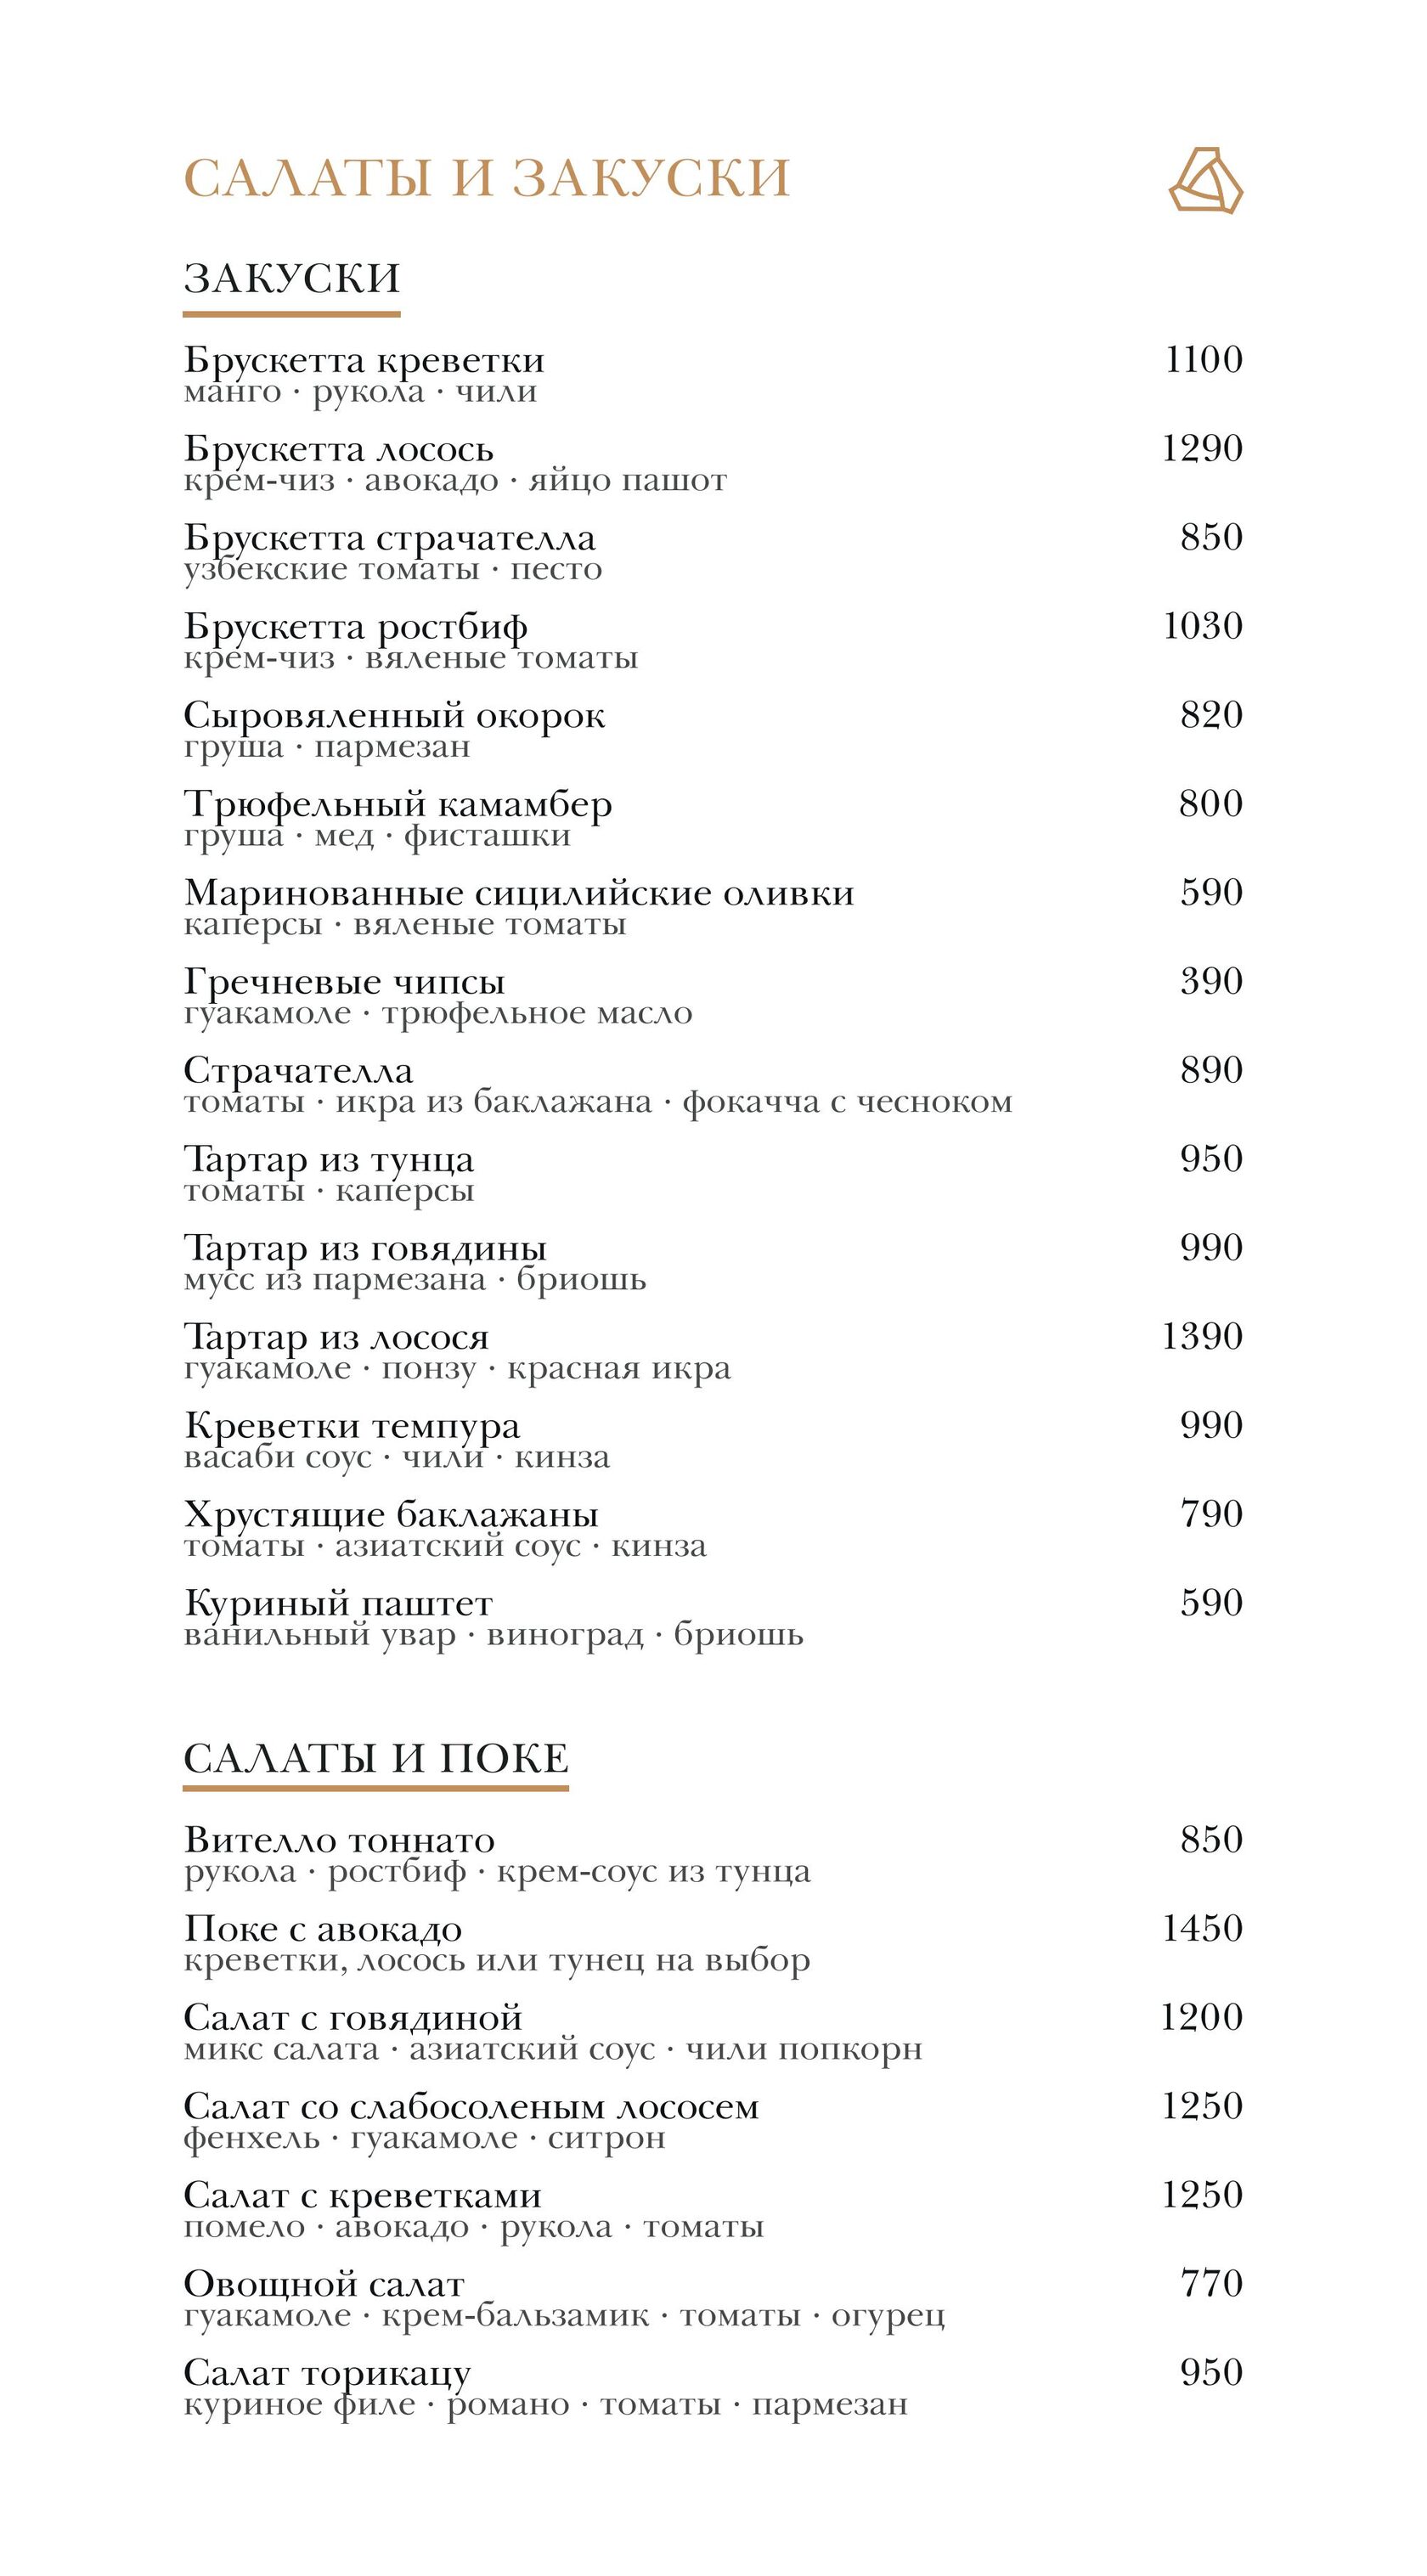 САЛАТЫ И ЗАКУСКИ
ЗАКУСКИ
Брускетта креветки 1100
манго · рукола · чили
Брускетта лосось 1290
крем-чиз · авокадо · яйцо пашот
Брускетта страчателла 850
узбекские томаты · песто
Брускетта ростбиф 1030
крем-чиз · вяленые томаты
Сыровяленный окорок 820
груша · пармезан
Трюфельный камамбер 800
груша · мед · фисташки
Маринованные сицилийские оливки 590
каперсы · вяленые томаты
Гречневые чипсы 390
гуакамоле · трюфельное масло
Страчателла 890
томаты · икра из баклажана · фокачча с чесноком
Тартар из тунца 950
томаты · каперсы
Тартар из говядины 990
мусс из пармезана · бриошь
Тартар из лосося 1390
гуакамоле · понзу · красная икра
Креветки темпура 990
васаби соус · чили · кинза
Хрустящие баклажаны 790
томаты · азиатский соус · кинза
Куриный паштет 590
ванильный увар · виноград · бриошь
САЛАТЫ И ПОКЕ
Вителло тоннато 850
рукола · ростбиф · крем-соус из тунца
Поке с авокадо 1450
креветки, лосось или тунец на выбор
Салат с говядиной 1200
микс салата · азиатский соус · чили попкорн
Салат со слабосоленым лососем 1250
фенхель · гуакамоле · ситрон
Салат с креветками 1250
помело · авокадо · рукола · томаты
Овощной салат 770
гуакамоле · крем-бальзамик · томаты · огурец
Салат торикацу 950
куриное филе · романо · томаты · пармезан